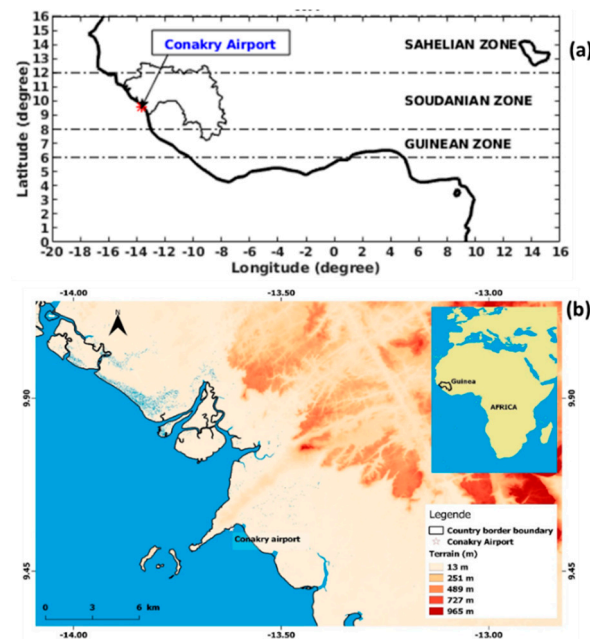 16
15
14
13
12
11
10
9
8
7
6
5
4
3
2
1
0
Latitude (degree)
Conakry Airport
SAHELIAN ZONE
(a)
SOUDANIAN ZONE
GUINEAN ZONE
-20 -18 -16 -14 -12 -10 -8 -6 -4 -2 0 2 4 6 8 10 12 14 16
Longitude (degree)
-14.00 -13.50 -13.00
(b)
N
Guinea
AFRICA
9.90
9.90
Legende
Country border boundary
Conakry Airport
Terrain (m)
13 m
251 m
489 m
727 m
965 m
Conakry airport
9.45
9.45
0 3 6 km
-14.00 -13.50 -13.00